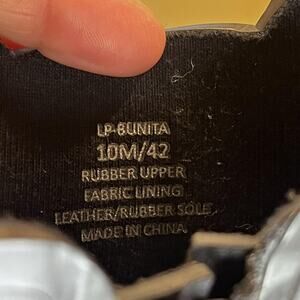 LP-BUNITA
10M/42
RUBBER UPPER
FABRIC LINING
LEATHER/RUBBER SOLE
MADE IN CHINA